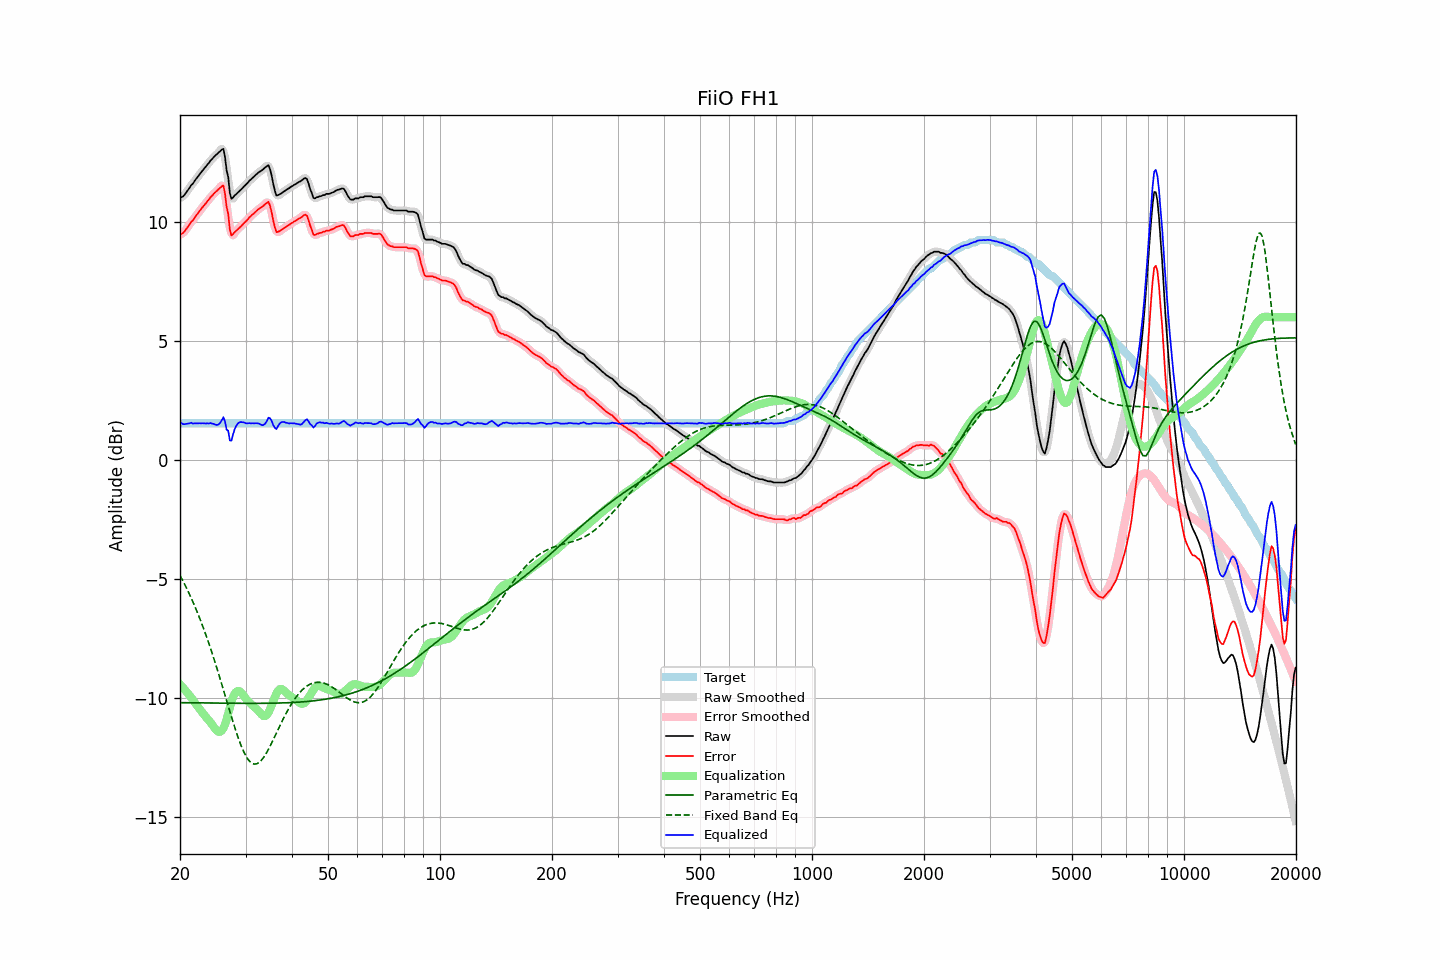 FiiO FH1
Amplitude (dBr)
10
5
0
−5
−10
−15
Target
Raw Smoothed
Error Smoothed
Raw
Error
Equalization
Parametric Eq
Fixed Band Eq
Equalized
20 50 100 200 500 1000 2000 5000 10000 20000
Frequency (Hz)